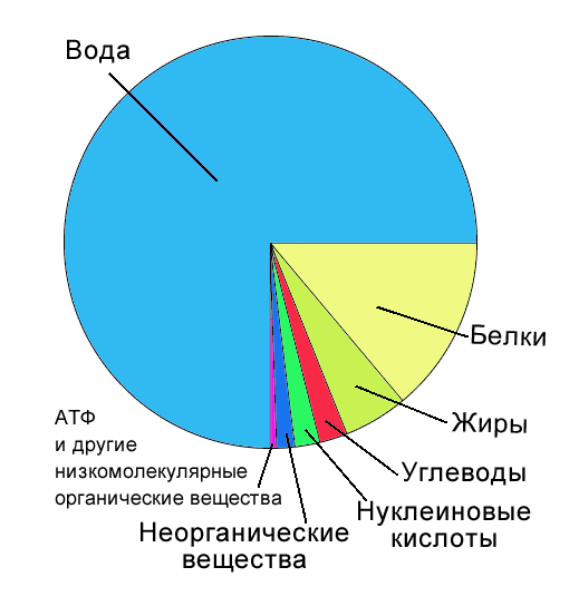 Вода
Белки
Жиры
Углеводы
Нуклеиновые
кислоты
Неорганические
вещества
АТФ
и другие
низкомолекулярные
органические вещества